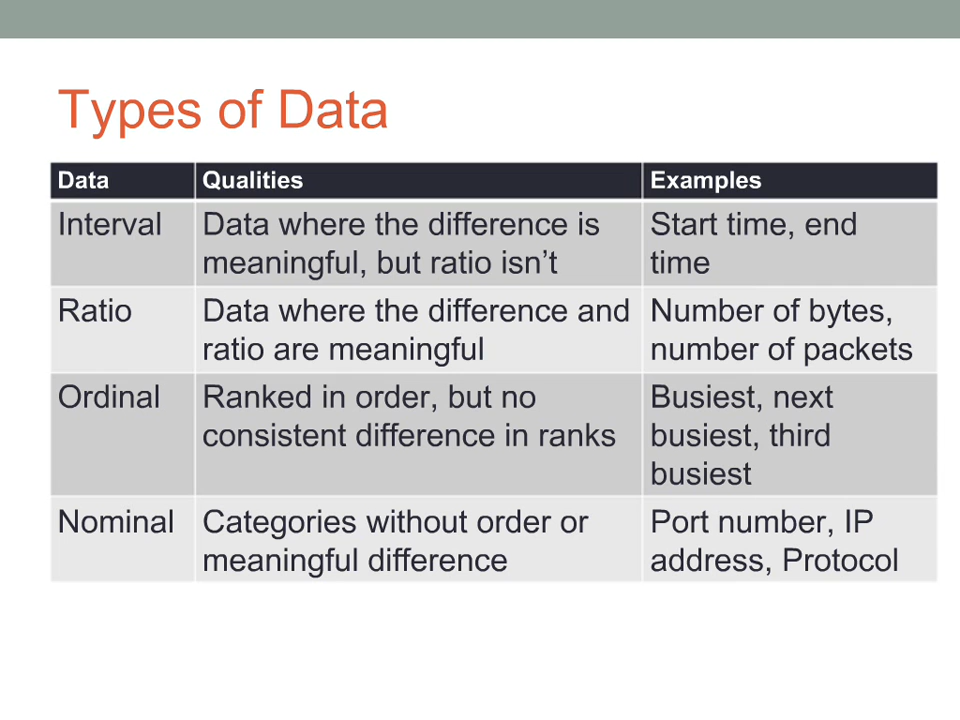 Types of Data
Data Qualities Examples
Interval Data where the difference is Start time, end
meaningful, but ratio isn’t time
Ratio Data where the difference and Number of bytes,
ratio are meaningful number of packets
Ordinal Ranked in order, but no Busiest, next
consistent difference in ranks busiest, third
busiest
Nominal Categories without order or Port number, IP
meaningful difference address, Protocol